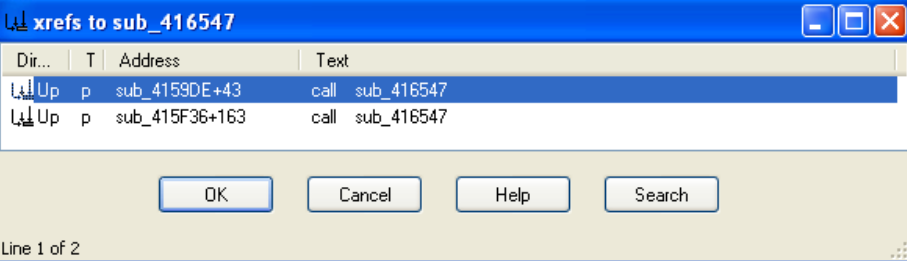 xrefs to sub_416547
Dir... T Address Text
Up p sub_4159DE+43 call sub_416547
Up p sub_415F36+163 call sub_416547
OK Cancel Help Search
Line 1 of 2